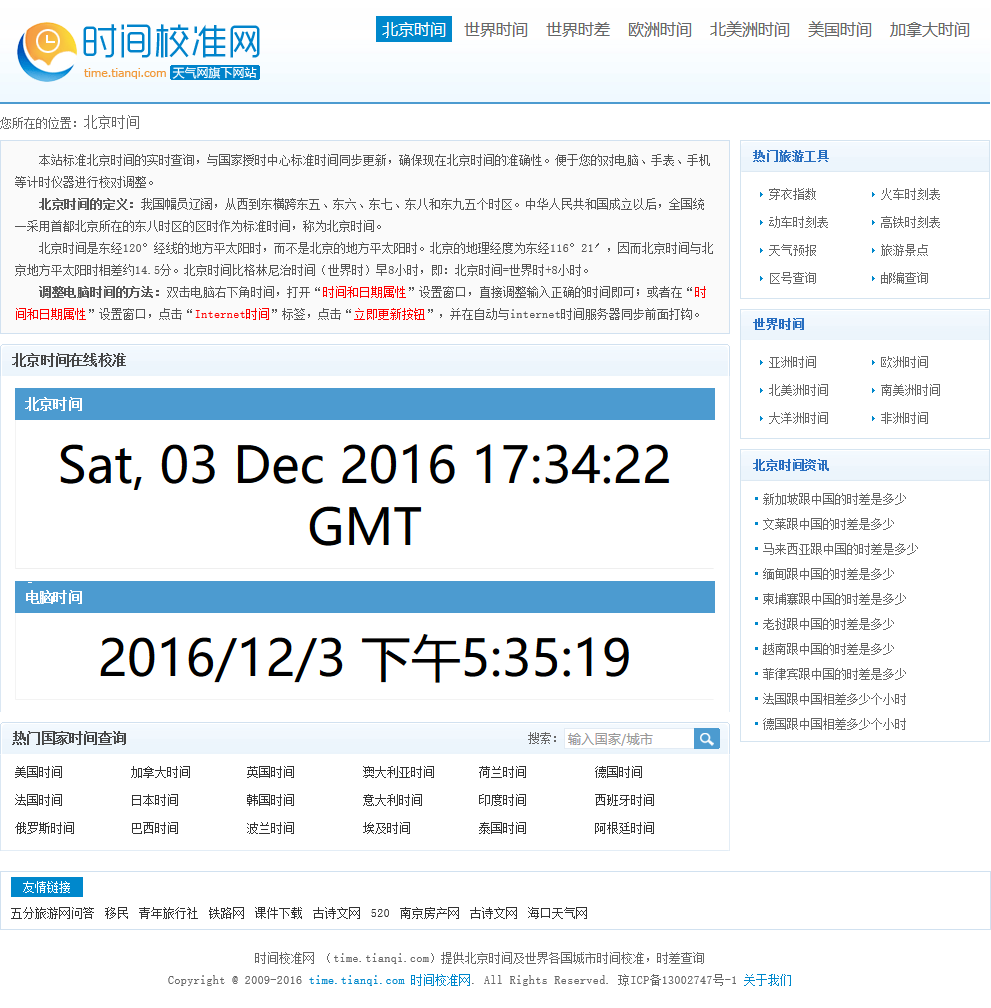 时间校准网
time.tianqi.com 天气网旗下网站
北京时间 世界时间 世界时差 欧洲时间 北美洲时间 美国时间 加拿大时间
您所在的位置：北京时间
本站标准北京时间的实时查询，与国家授时中心标准时间同步更新，确保现在北京时间的准确性。便于您的对电脑、手表、手机
等计时仪器进行校对调整。
北京时间的定义：我国幅员辽阔，从西到东横跨东五、东六、东七、东八和东九五个时区。中华人民共和国成立以后，全国统
一采用首都北京所在的东八时区的区时作为标准时间，称为北京时间。
北京时间是东经120°经线的地方平太阳时，而不是北京的地方平太阳时。北京的地理经度为东经116°21′，因而北京时间与北
京地方平太阳时相差约14.5分。北京时间比格林尼治时间（世界时）早8小时，即：北京时间=世界时+8小时。
调整电脑时间的方法：双击电脑右下角时间，打开“时间和日期属性”设置窗口，直接调整输入正确的时间即可；或者在“时
间和日期属性”设置窗口，点击“Internet时间”标签，点击“立即更新按钮”，并在自动与internet时间服务器同步前面打钩。
北京时间在线校准
北京时间
Sat, 03 Dec 2016 17:34:22
GMT
电脑时间
2016/12/3 下午5:35:19
热门国家时间查询 搜索： 输入国家/城市
美国时间 加拿大时间 英国时间 澳大利亚时间 荷兰时间 德国时间
法国时间 日本时间 韩国时间 意大利时间 印度时间 西班牙时间
俄罗斯时间 巴西时间 波兰时间 埃及时间 泰国时间 阿根廷时间
热门旅游工具
穿衣指数 火车时刻表
动车时刻表 高铁时刻表
天气预报 旅游景点
区号查询 邮编查询
世界时间
亚洲时间 欧洲时间
北美洲时间 南美洲时间
大洋洲时间 非洲时间
北京时间资讯
新加坡跟中国的时差是多少
文莱跟中国的时差是多少
马来西亚跟中国的时差是多少
缅甸跟中国的时差是多少
柬埔寨跟中国的时差是多少
老挝跟中国的时差是多少
越南跟中国的时差是多少
菲律宾跟中国的时差是多少
法国跟中国相差多少个小时
德国跟中国相差多少个小时
友情链接
五分旅游网问答 移民 青年旅行社 铁路网 课件下载 古诗文网 520 南京房产网 古诗文网 海口天气网
时间校准网 （time.tianqi.com）提供北京时间及世界各国城市时间校准，时差查询
Copyright © 2009-2016 time.tianqi.com 时间校准网. All Rights Reserved. 琼ICP备13002747号-1 关于我们